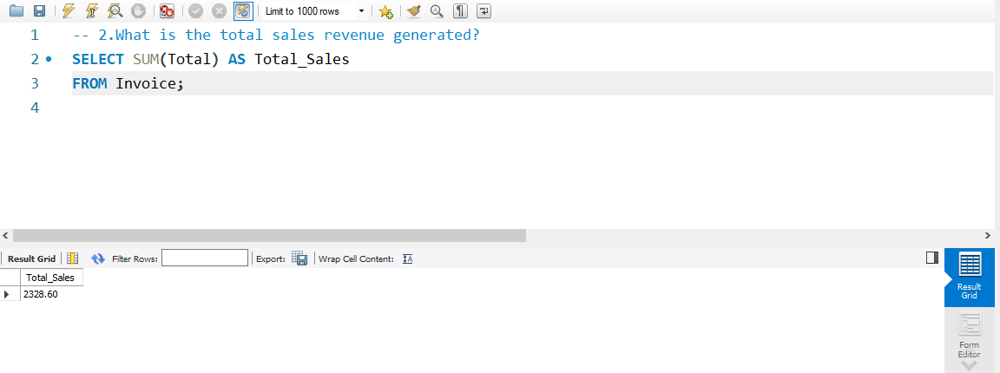 Limit to 1000 rows
1 -- 2.What is the total sales revenue generated?
2 SELECT SUM(Total) AS Total_Sales
3 FROM Invoice;
4
Result Grid Filter Rows: Export: Wrap Cell Content:
Total_Sales
2328.60
Result
Grid
Form
Editor